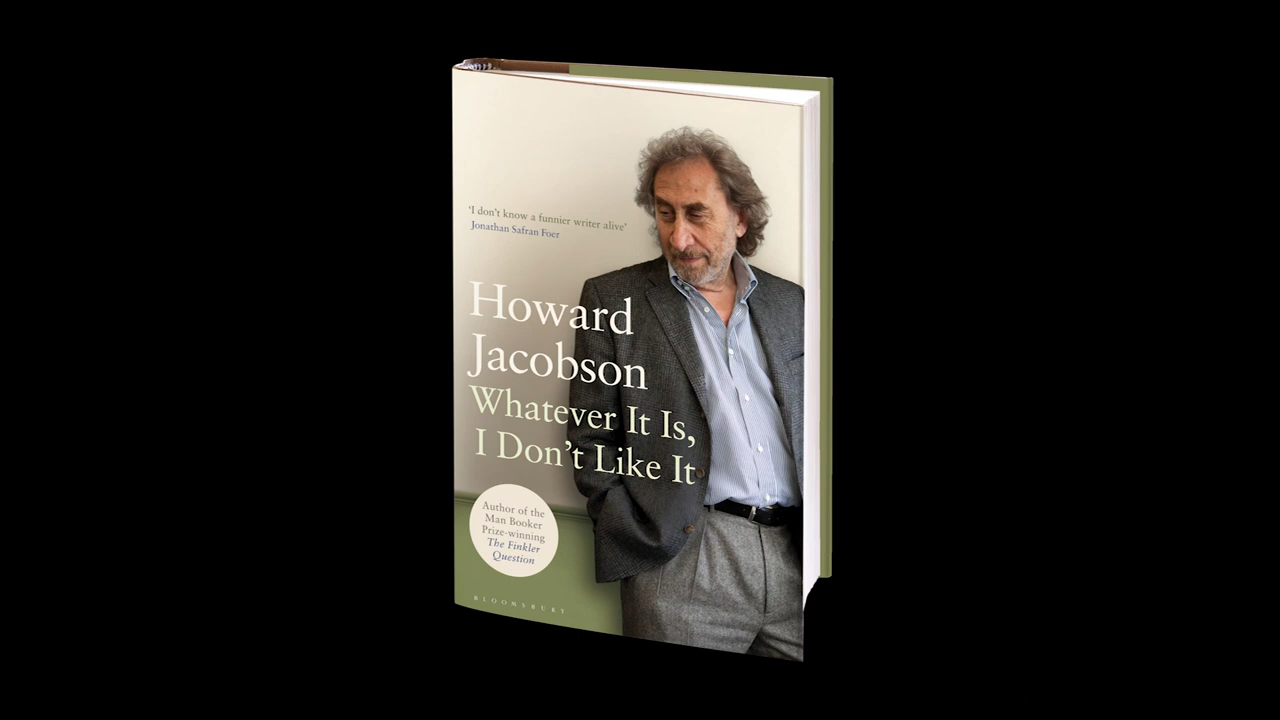 ‘I don’t know a funnier writer alive’
Jonathan Safran Foer
Howard
Jacobson
Whatever It Is,
I Don’t Like It
Author of the
Man Booker
Prize-winning
The Finkler
Question
BLOOMSBURY